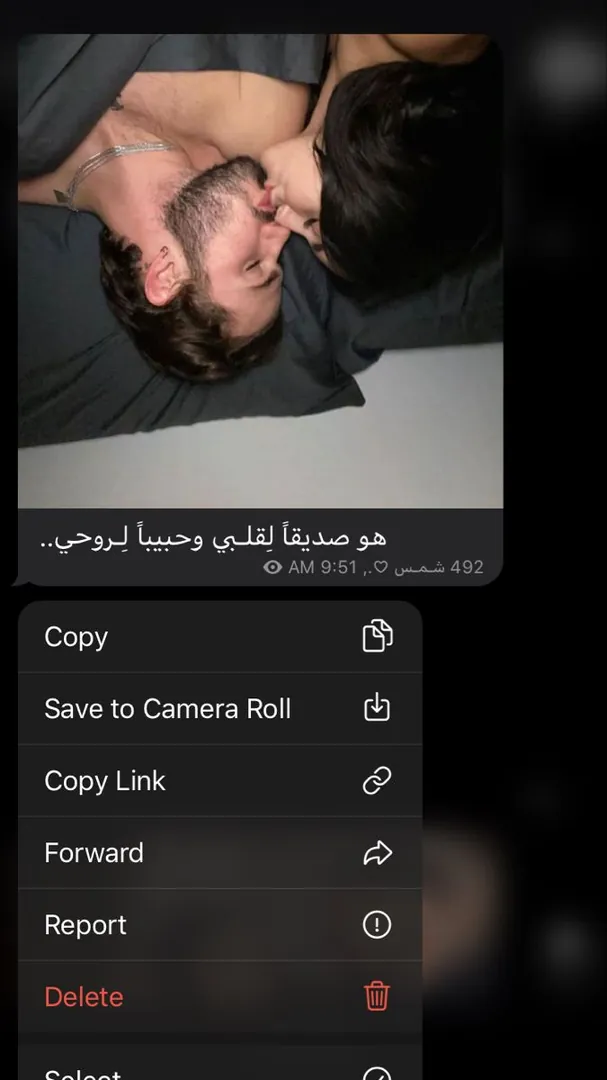 هو صديقاً لِقلـبي وحبيباً لِـروحي..
492 شمـس ♡.، 9:51 AM
Copy
Save to Camera Roll
Copy Link
Forward
Report
Delete
Select